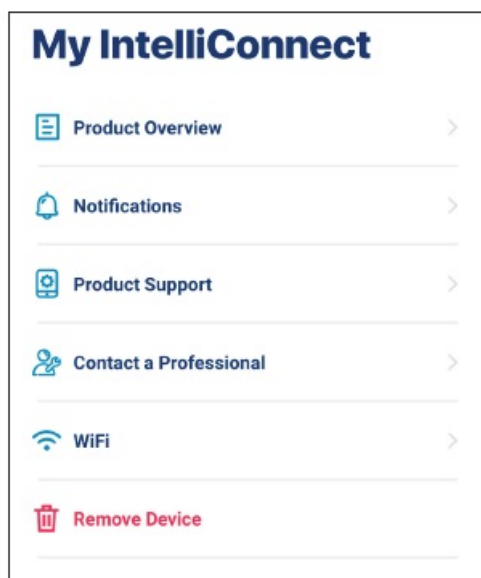 My IntelliConnect
Product Overview
Notifications
Product Support
Contact a Professional
WiFi
Remove Device